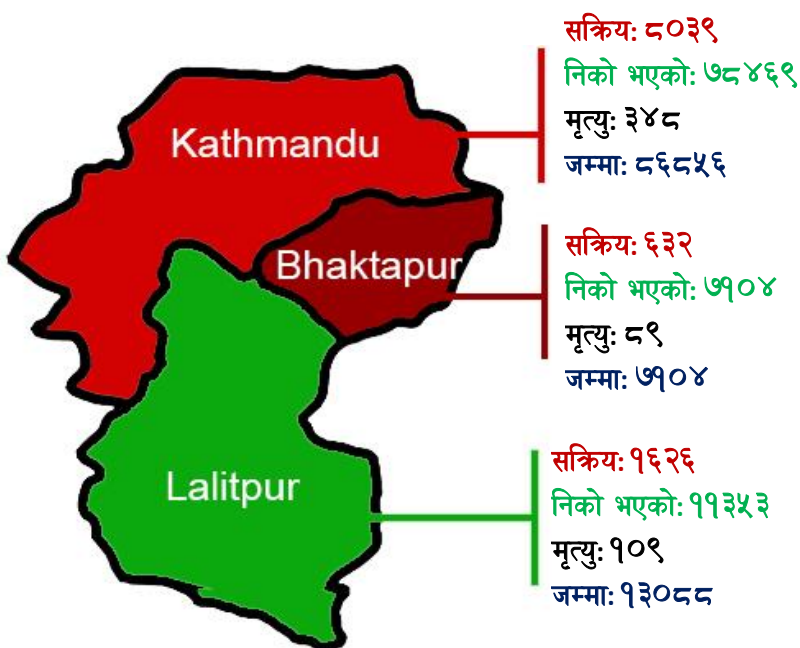 सक्रिय: ८०३९
निको भएको: ७८४६९
मृत्यु: ३४८
जम्मा: ८६८५६
Kathmandu
Bhaktapur
सक्रिय: ६३२
निको भएको: ७१०४
मृत्यु: ८९
जम्मा: ७१०४
Lalitpur
सक्रिय: १६२६
निको भएको: ११३५३
मृत्यु: १०९
जम्मा: १३०८८